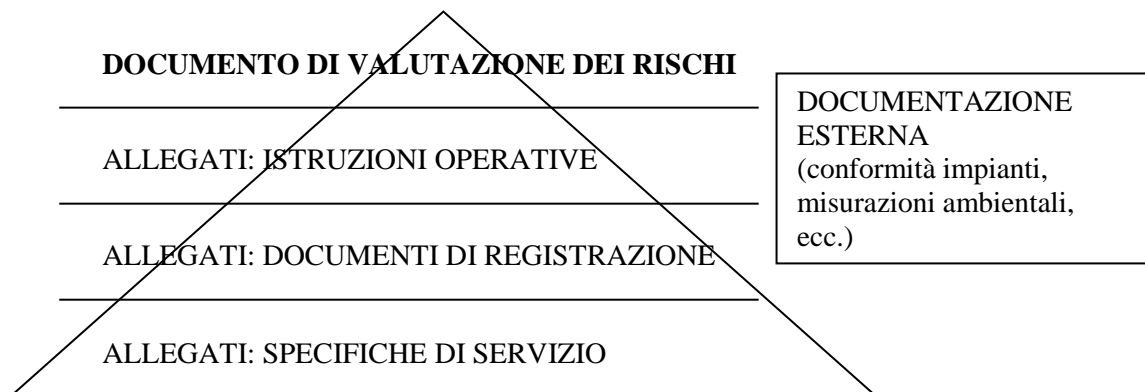 DOCUMENTO DI VALUTAZIONE DEI RISCHI
ALLEGATI: ISTRUZIONI OPERATIVE
ALLEGATI: DOCUMENTI DI REGISTRAZIONE
ALLEGATI: SPECIFICHE DI SERVIZIO
DOCUMENTAZIONE
ESTERNA
(conformità impianti,
misurazioni ambientali,
ecc.)